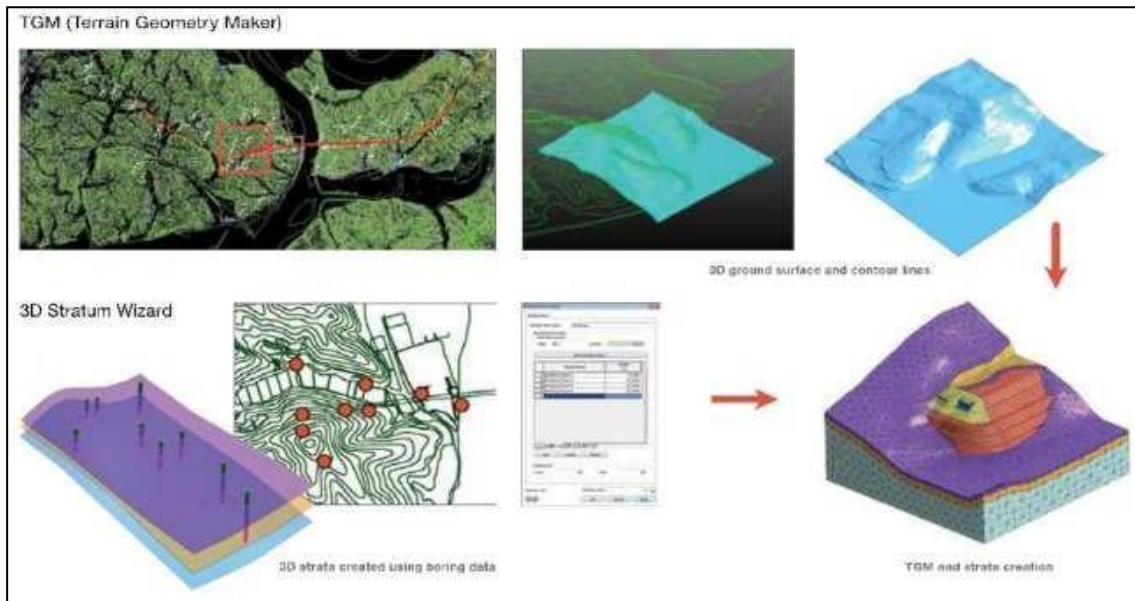 TGM (Terrain Geometry Maker)
3D ground surface and contour lines
3D Stratum Wizard
3D strata created using boring data
TGM and strata creation